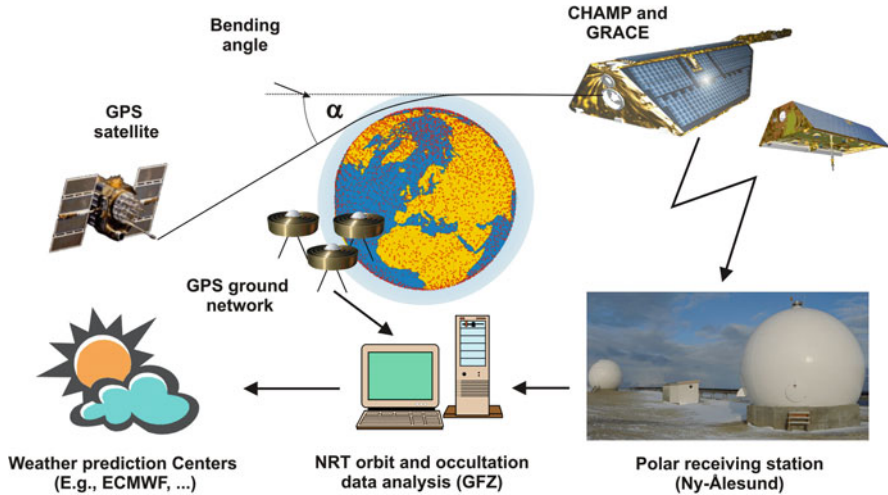 Bending
angle
CHAMP and
GRACE
GPS
satellite
α
GPS ground
network
Weather prediction Centers
(E.g., ECMWF, ...)
NRT orbit and occultation
data analysis (GFZ)
Polar receiving station
(Ny-Ålesund)